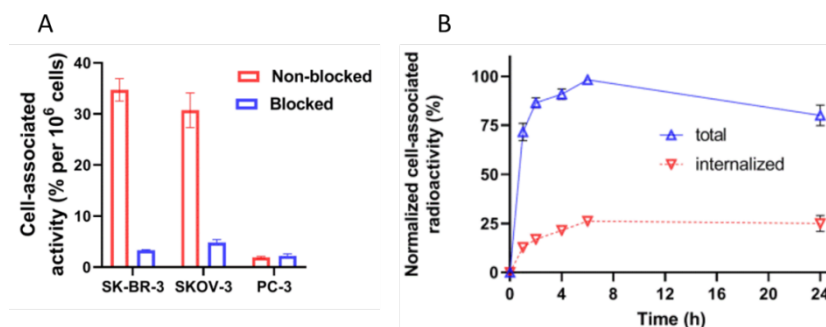 A
Cell-associated
activity (% per 10⁶ cells)
40
30
20
10
0
Non-blocked
Blocked
SK-BR-3 SKOV-3 PC-3
B
Normalized cell-associated
radioactivity (%)
100
75
50
25
0
total
internalized
0 4 8 12 16 20 24
Time (h)